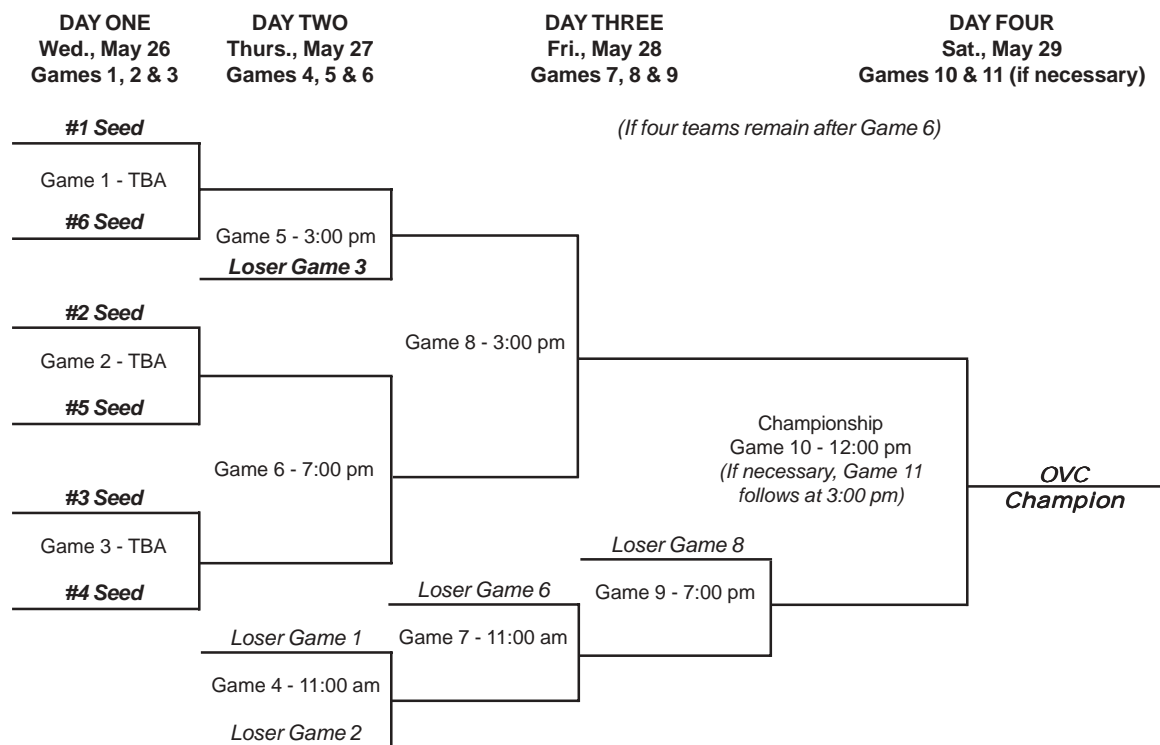 DAY ONE
Wed., May 26
Games 1, 2 & 3
DAY TWO
Thurs., May 27
Games 4, 5 & 6
DAY THREE
Fri., May 28
Games 7, 8 & 9
DAY FOUR
Sat., May 29
Games 10 & 11 (if necessary)
(If four teams remain after Game 6)
#1 Seed
Game 1 - TBA
#6 Seed
Game 5 - 3:00 pm
Loser Game 3
#2 Seed
Game 2 - TBA
#5 Seed
Game 8 - 3:00 pm
Game 6 - 7:00 pm
#3 Seed
Game 3 - TBA
#4 Seed
Championship
Game 10 - 12:00 pm
(If necessary, Game 11
follows at 3:00 pm)
OVC
Champion
Loser Game 8
Game 9 - 7:00 pm
Loser Game 6
Game 7 - 11:00 am
Loser Game 1
Game 4 - 11:00 am
Loser Game 2